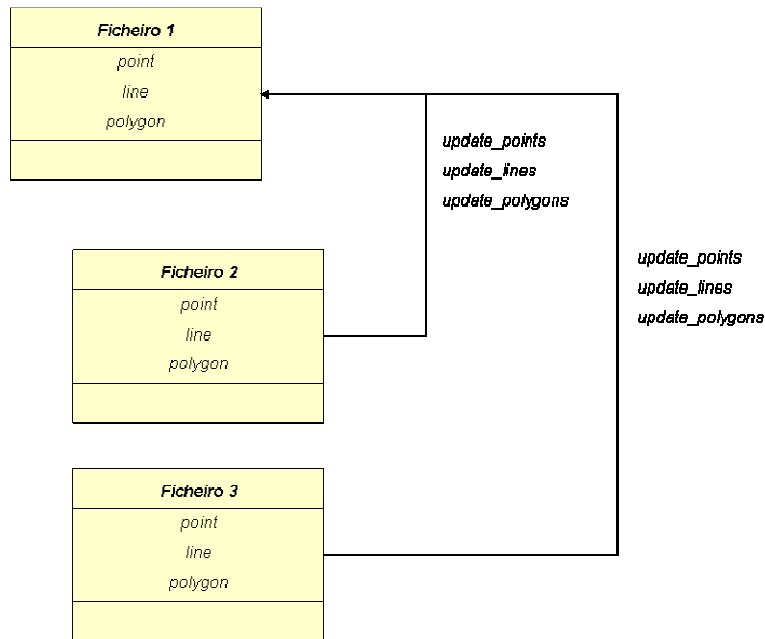 Ficheiro 1
point
line
polygon
update_points
update_lines
update_polygons
Ficheiro 2
point
line
polygon
update_points
update_lines
update_polygons
Ficheiro 3
point
line
polygon